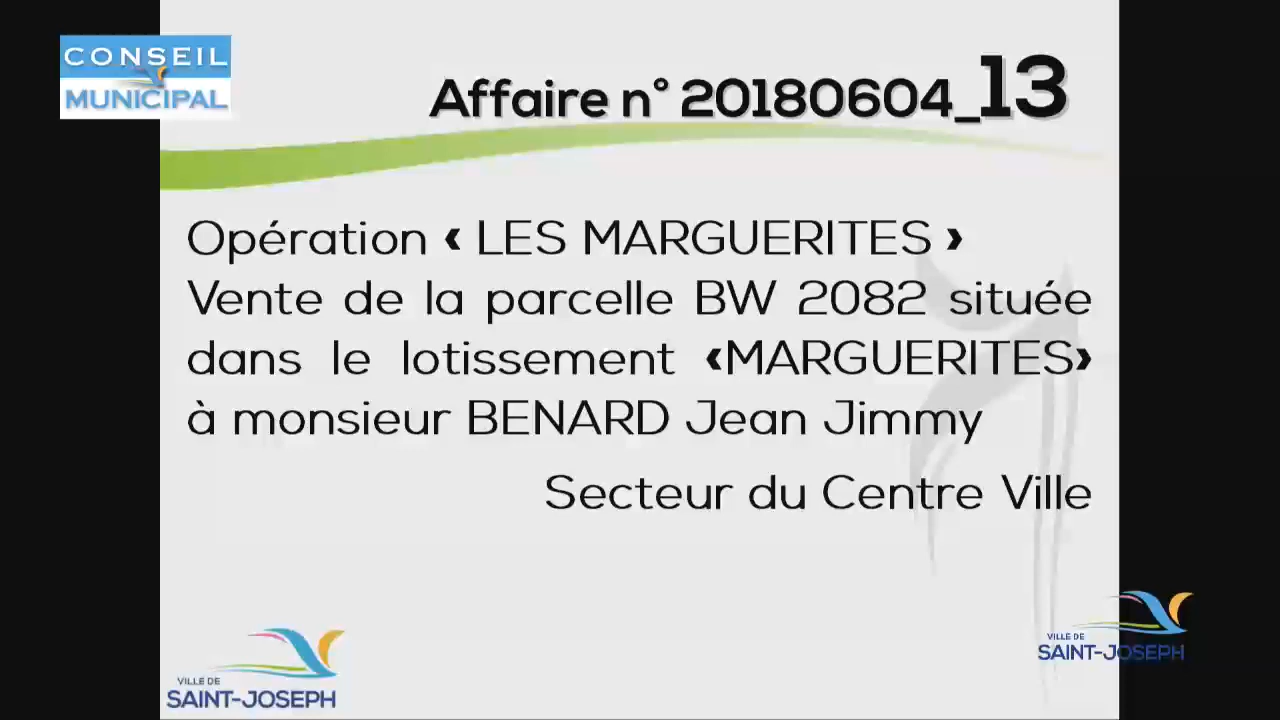 CONSEIL
MUNICIPAL
Affaire n° 20180604_13
Opération « LES MARGUERITES »
Vente de la parcelle BW 2082 située
dans le lotissement «MARGUERITES»
à monsieur BENARD Jean Jimmy
Secteur du Centre Ville
VILLE DE
SAINT-JOSEPH
VILLE DE
SAINT-JOSEPH